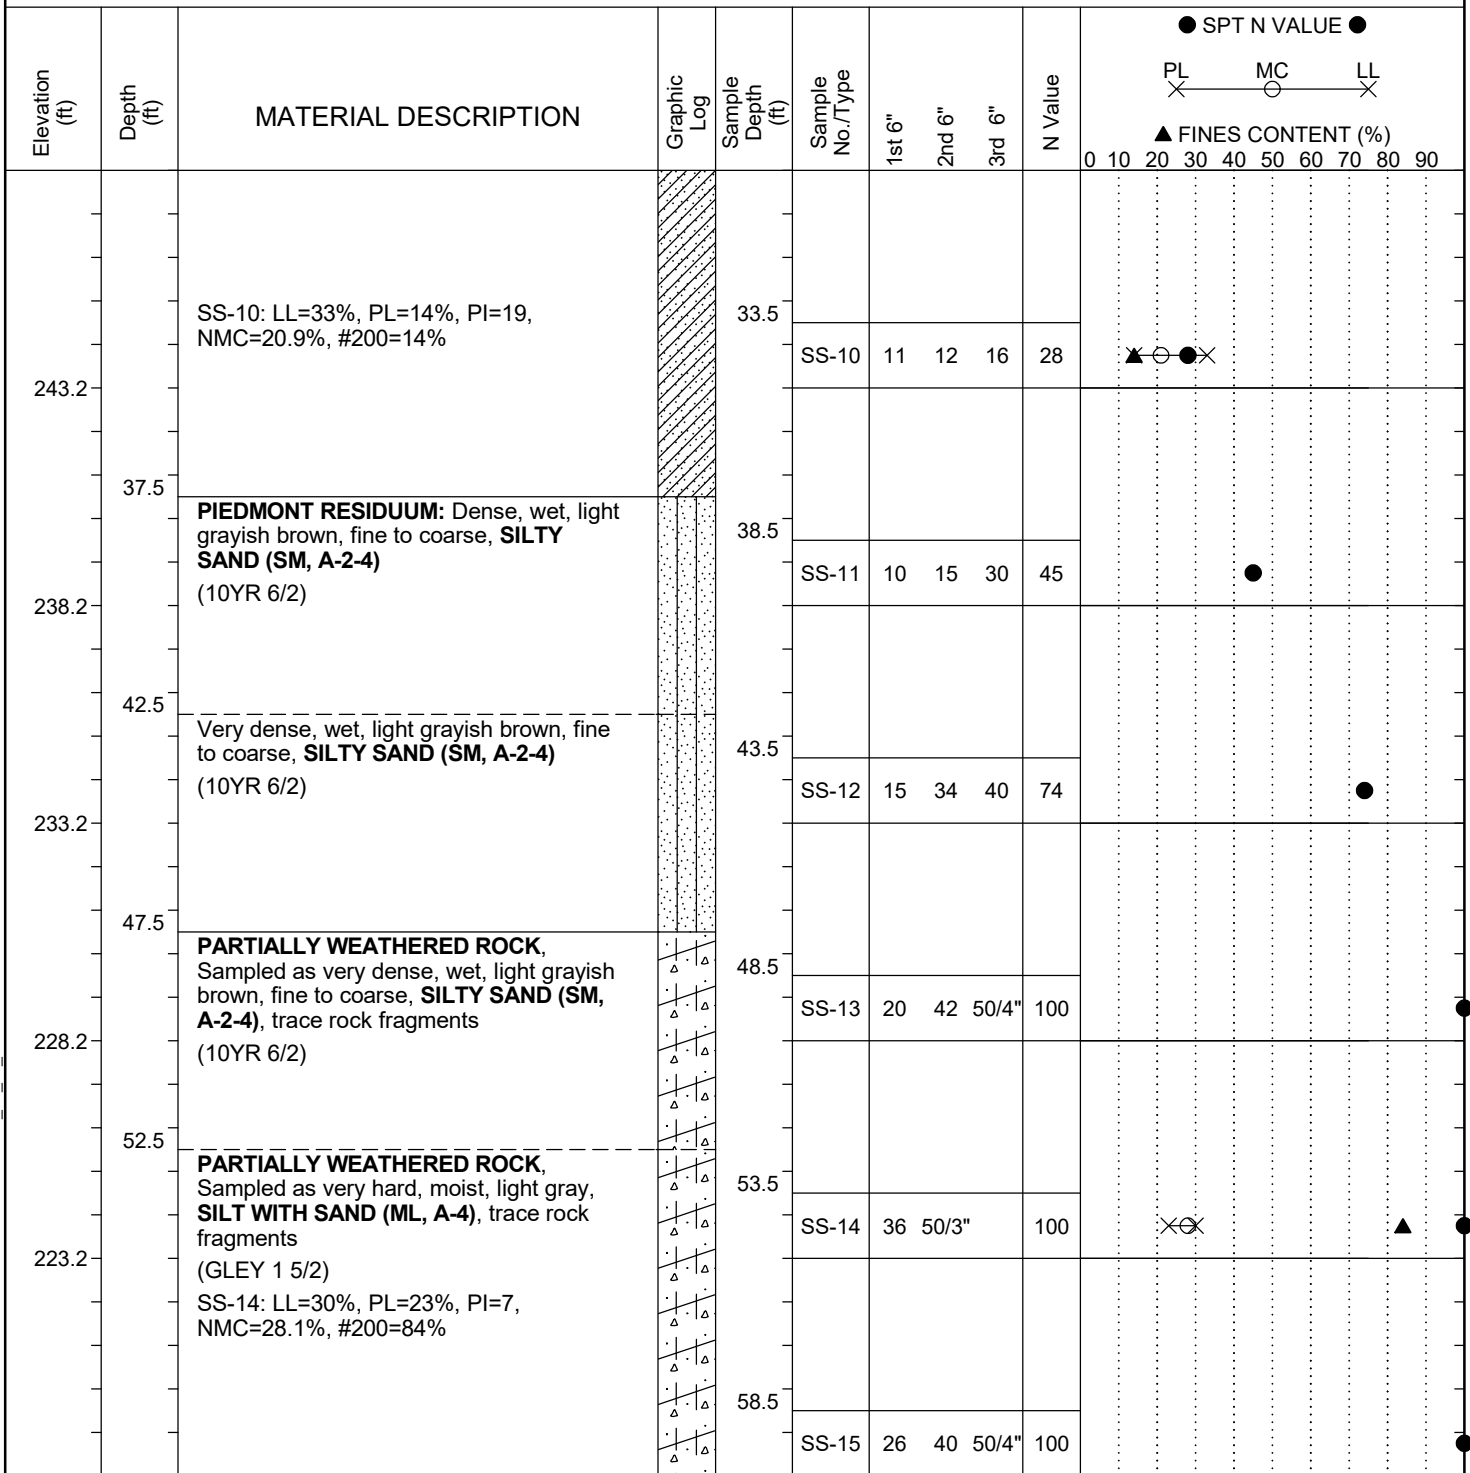 ● SPT N VALUE ●
PL MC LL
▲ FINES CONTENT (%)
0 10 20 30 40 50 60 70 80 90
Elevation (ft)
Depth (ft)
MATERIAL DESCRIPTION
Graphic Log
Sample Depth (ft)
Sample No./Type
1st 6"
2nd 6"
3rd 6"
N Value
SS-10: LL=33%, PL=14%, PI=19,
NMC=20.9%, #200=14%
33.5
SS-10 11 12 16 28
243.2
37.5
PIEDMONT RESIDUUM: Dense, wet, light
grayish brown, fine to coarse, SILTY
SAND (SM, A-2-4)
(10YR 6/2)
38.5
SS-11 10 15 30 45
238.2
42.5
Very dense, wet, light grayish brown, fine
to coarse, SILTY SAND (SM, A-2-4)
(10YR 6/2)
43.5
SS-12 15 34 40 74
233.2
47.5
PARTIALLY WEATHERED ROCK,
Sampled as very dense, wet, light grayish
brown, fine to coarse, SILTY SAND (SM,
A-2-4), trace rock fragments
(10YR 6/2)
48.5
SS-13 20 42 50/4" 100
228.2
52.5
PARTIALLY WEATHERED ROCK,
Sampled as very hard, moist, light gray,
SILT WITH SAND (ML, A-4), trace rock
fragments
(GLEY 1 5/2)
SS-14: LL=30%, PL=23%, PI=7,
NMC=28.1%, #200=84%
53.5
SS-14 36 50/3" 100
223.2
58.5
SS-15 26 40 50/4" 100